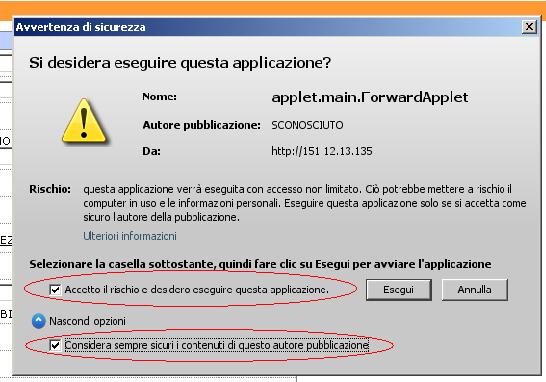 Avvertenza di sicurezza
Si desidera eseguire questa applicazione?
Nome: applet.main.ForwardApplet
Autore pubblicazione: SCONOSCIUTO
Da: http://151 12.13.135
Rischio: questa applicazione verrà eseguita con accesso non limitato. Ciò potrebbe mettere a rischio il
computer in uso e le informazioni personali. Eseguire questa applicazione solo se si accetta come
sicuro l'autore della pubblicazione.
Ulteriori informazioni
Selezionare la casella sottostante, quindi fare clic su Esegui per avviare l'applicazione
Accetto il rischio e desidero eseguire questa applicazione.
Esegui
Annulla
Nascond opzioni
Considera sempre sicuri i contenuti di questo autore pubblicazione